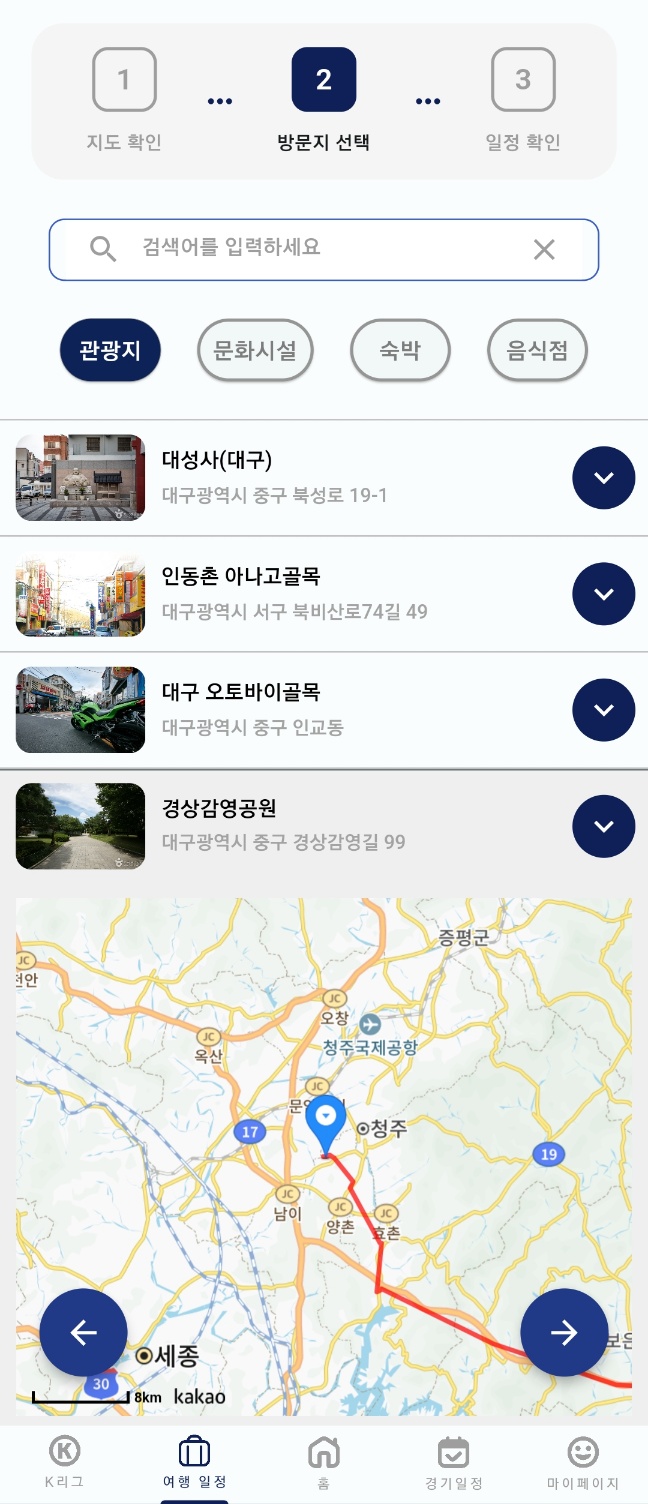 1
2
3
지도 확인
방문지 선택
일정 확인
검색어를 입력하세요
관광지
문화시설
숙박
음식점
대성사(대구)
대구광역시 중구 북성로 19-1
인동촌 아나고골목
대구광역시 서구 북비산로74길 49
대구 오토바이골목
대구광역시 중구 인교동
경상감영공원
대구광역시 중구 경상감영길 99
증평군
JC
JC
오창
청주국제공항
JC
옥산
JC
17
청주
19
JC
남이
JC
양촌
JC
효촌
보은
세종
30
8km
kakao
K리그
여행 일정
홈
경기일정
마이페이지